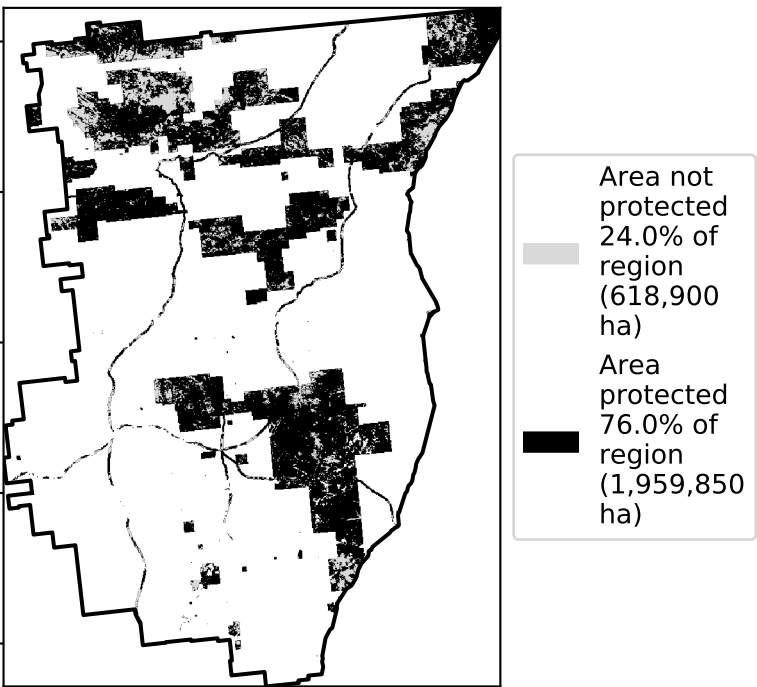 Area not
protected
24.0% of
region
(618,900
ha)
Area
protected
76.0% of
region
(1,959,850
ha)